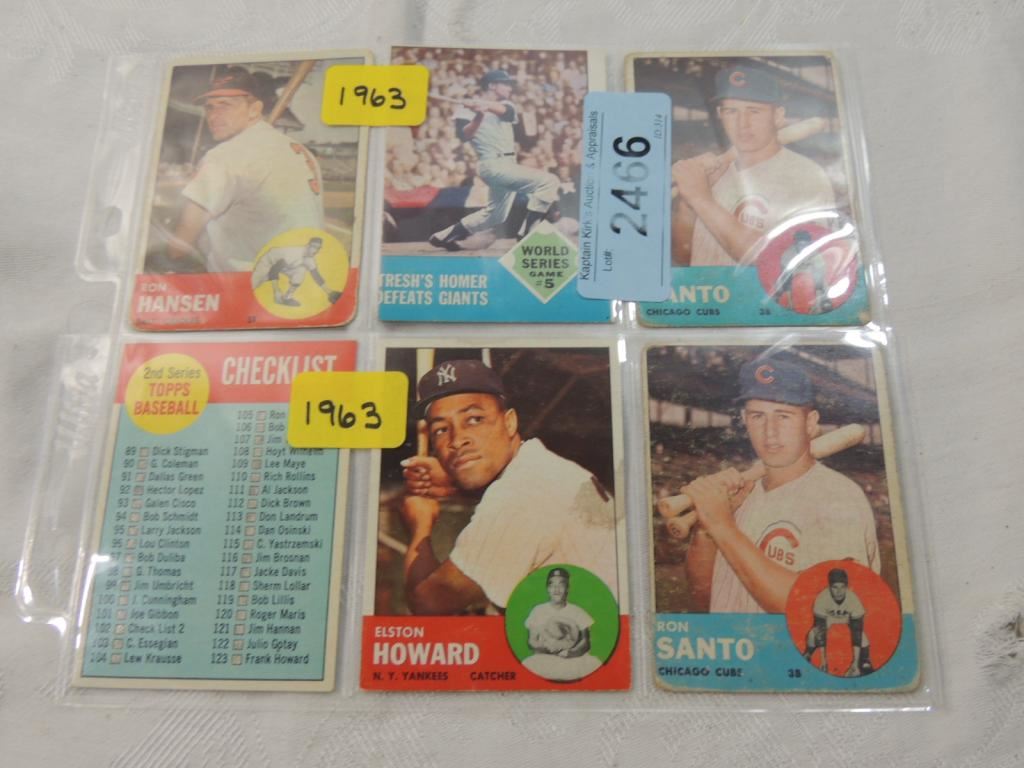 1963
3
RON
HANSEN
WORLD
SERIES
GAME
#5
TRESH'S HOMER
DEFEATS GIANTS
Kaptain Kirk's Auction & Appraisals
Lot#:
2466
ID 314
C
CUBS
ANTO
CHICAGO CUBS 3B
2nd Series
TOPPS
BASEBALL
CHECKLIST
1963
89 Dick Stigman
90 G. Coleman
91 Dallas Green
92 Hector Lopez
93 Galen Cisco
94 Bob Schmidt
95 Larry Jackson
96 Lou Clinton
97 Bob Duliba
98 G. Thomas
99 Jim Umbricht
100 J. Cunningham
101 Joe Gibbon
102 Check List 2
103 C. Essegian
104 Lew Krausse
105 Ron
106 Bob
107 Jim
108 Hoyt Wilhelm
109 Lee Maye
110 Rich Rollins
111 Al Jackson
112 Dick Brown
113 Don Landrum
114 Dan Osinski
115 C. Yastrzemski
116 Jim Brosnan
117 Jacke Davis
118 Sherm Lollar
119 Bob Lillis
120 Roger Maris
121 Jim Hannan
122 Julio Gotay
123 Frank Howard
NY
ELSTON
HOWARD
N. Y. YANKEES CATCHER
C
CUBS
RON
SANTO
CHICAGO CUBS 3B